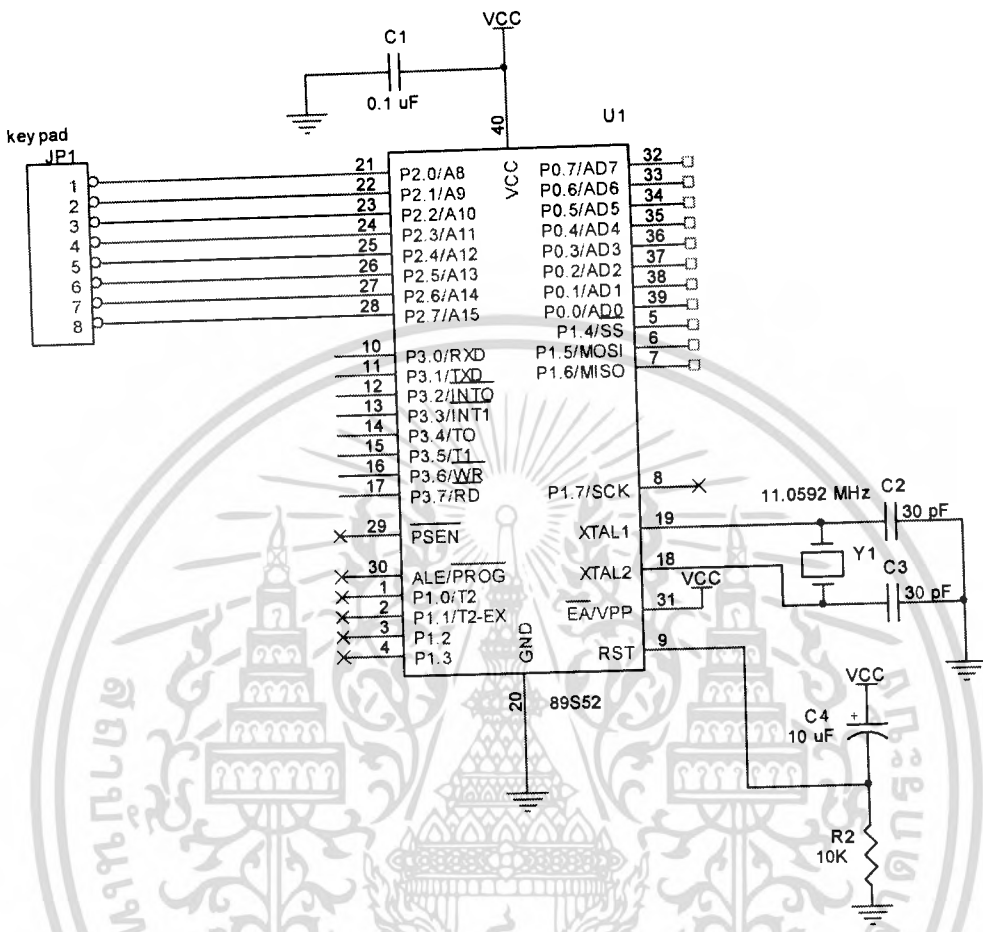 VCC
C1
0.1 uF
40
U1
key pad
JP1
1
2
3
4
5
6
7
8
21
22
23
24
25
26
27
28
P2.0/A8
P2.1/A9
P2.2/A10
P2.3/A11
P2.4/A12
P2.5/A13
P2.6/A14
P2.7/A15
VCC
P0.7/AD7
P0.6/AD6
P0.5/AD5
P0.4/AD4
P0.3/AD3
P0.2/AD2
P0.1/AD1
P0.0/AD0
P1.4/SS
P1.5/MOSI
P1.6/MISO
32
33
34
35
36
37
38
39
5
6
7
10
11
12
13
14
15
16
17
P3.0/RXD
P3.1/TXD
P3.2/INTO
P3.3/INT1
P3.4/TO
P3.5/T1
P3.6/WR
P3.7/RD
P1.7/SCK
8
29
PSEN
30
ALE/PROG
1
P1.0/T2
2
P1.1/T2-EX
3
P1.2
4
P1.3
XTAL1
19
XTAL2
18
EA/VPP
31
VCC
RST
9
11.0592 MHz
C2
30 pF
Y1
C3
30 pF
GND
20
89S52
VCC
C4
+
10 uF
R2
10K